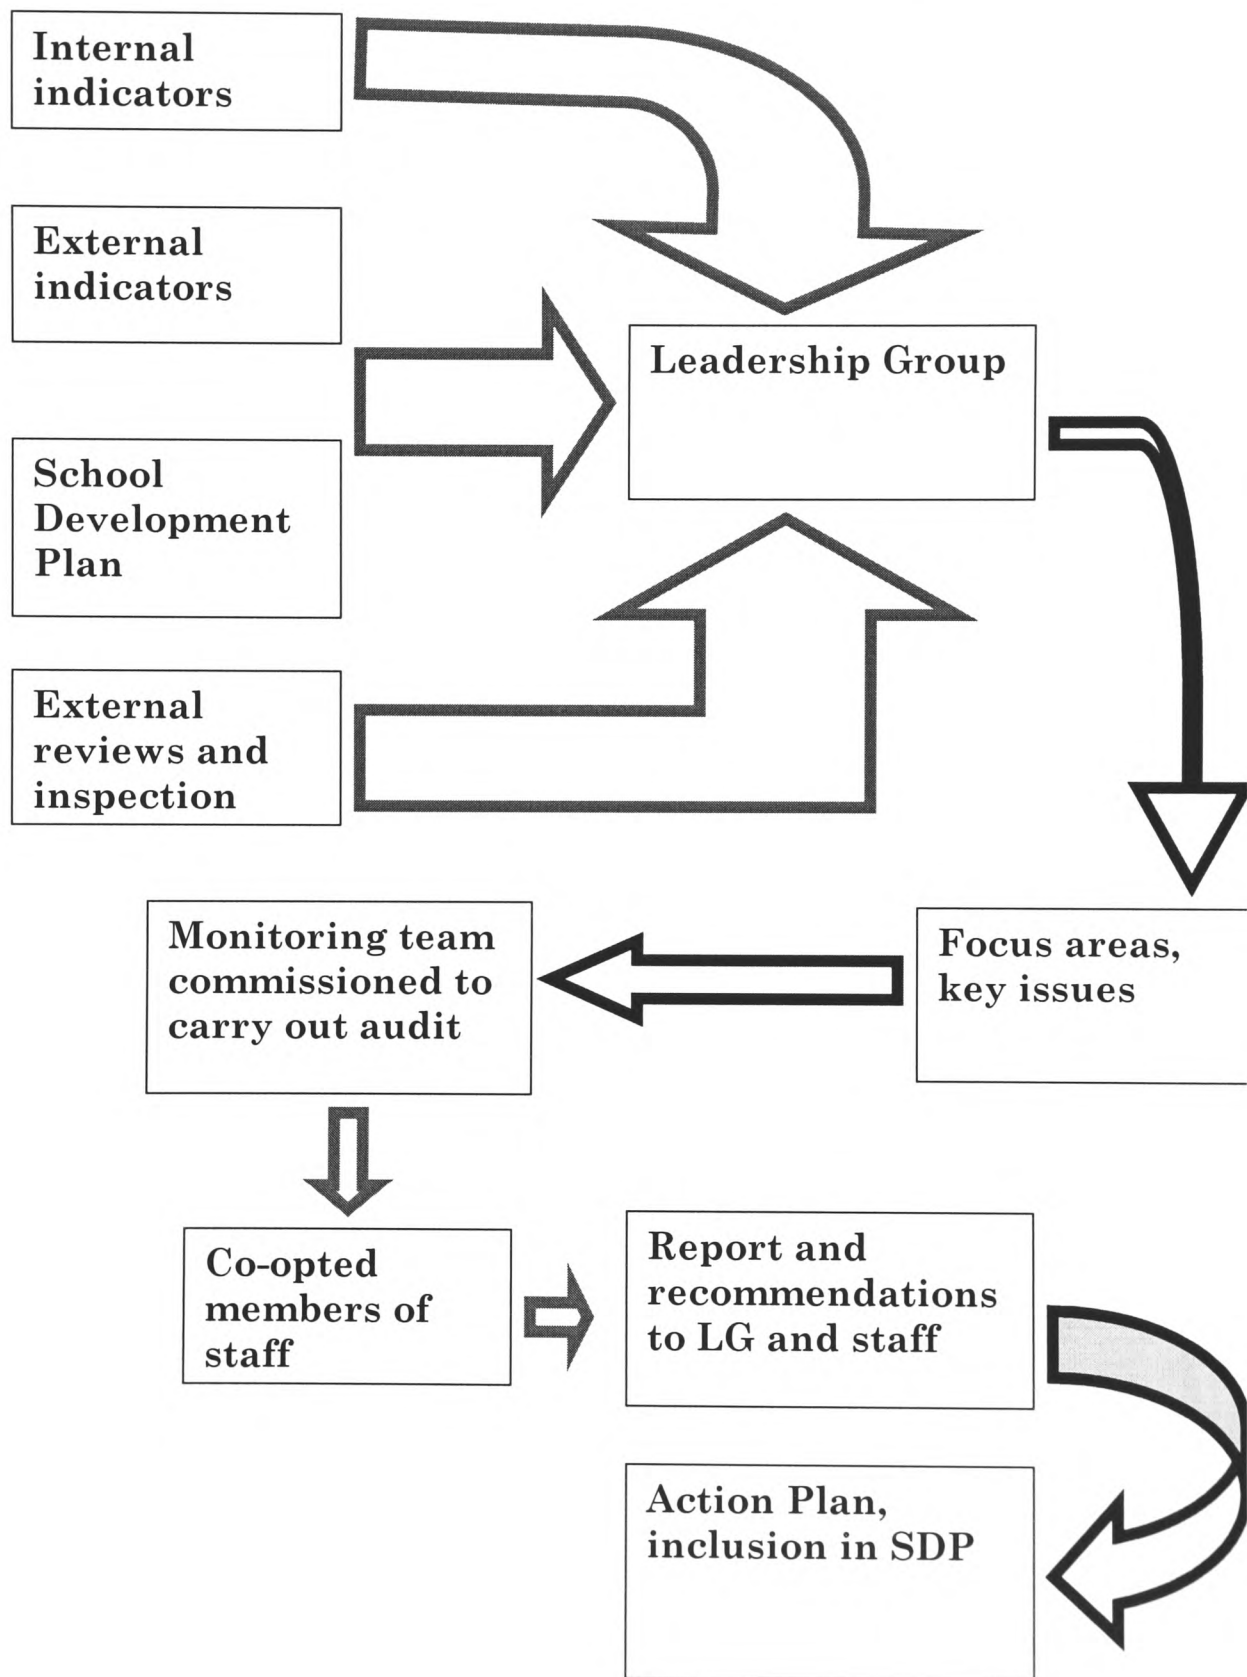 Internal
indicators
External
indicators
School
Development
Plan
External
reviews and
inspection
Leadership Group
Focus areas,
key issues
Monitoring team
commissioned to
carry out audit
Co-opted
members of
staff
Report and
recommendations
to LG and staff
Action Plan,
inclusion in SDP